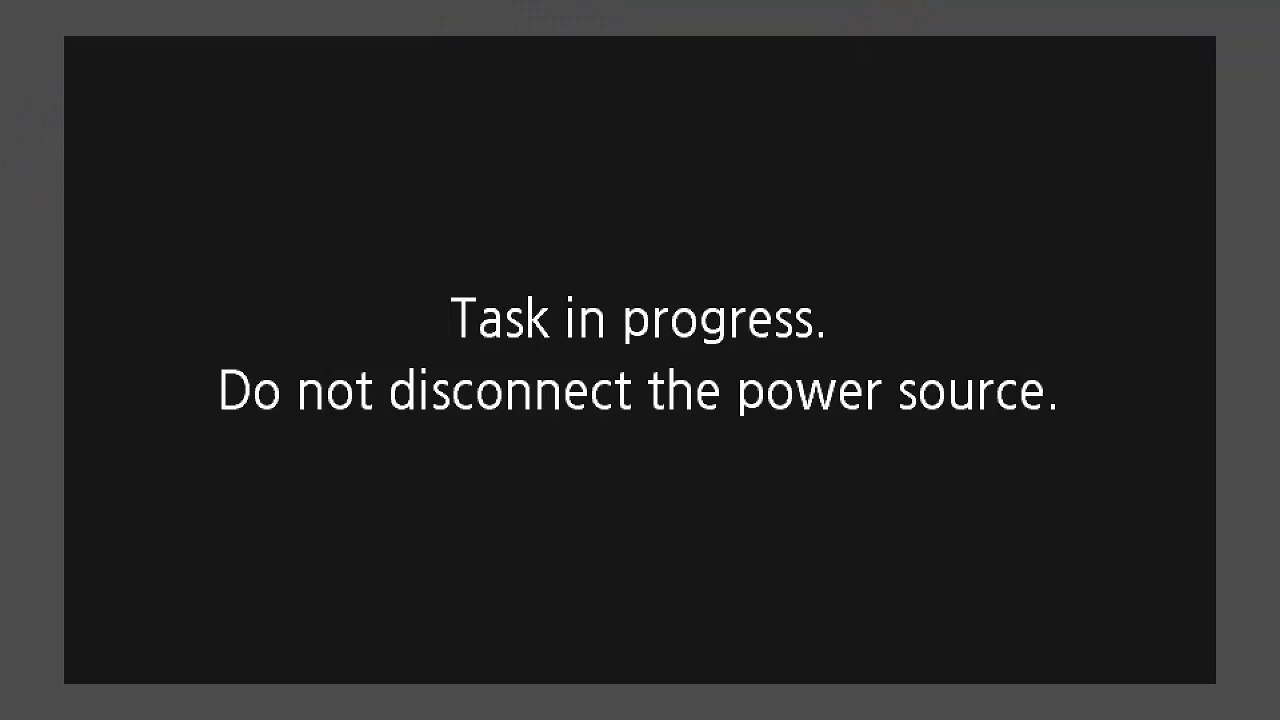 Task in progress.
Do not disconnect the power source.